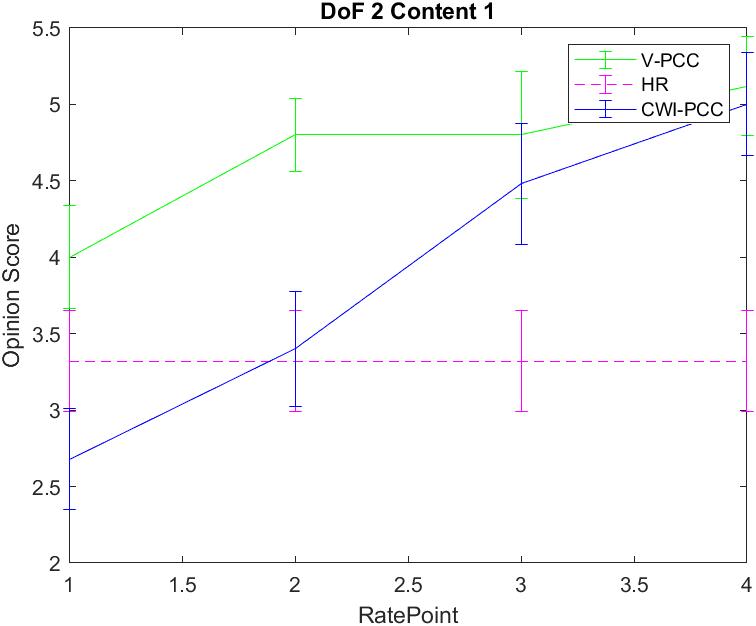 DoF 2 Content 1
5.5
5
4.5
4
3.5
3
2.5
2
Opinion Score
V-PCC
HR
CWI-PCC
1 1.5 2 2.5 3 3.5 4
RatePoint